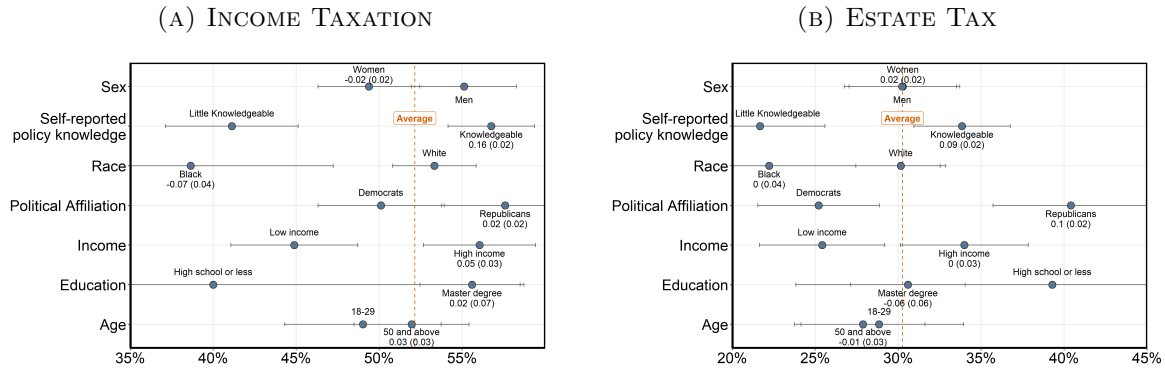 (A) INCOME TAXATION
Sex
Self-reported
policy knowledge
Race
Political Affiliation
Income
Education
Age
Women
-0.02 (0.02)
Men
Average
Little Knowledgeable
Knowledgeable
0.16 (0.02)
White
Black
-0.07 (0.04)
Democrats
Republicans
0.02 (0.02)
Low income
High income
0.05 (0.03)
High school or less
Master degree
0.02 (0.07)
18-29
50 and above
0.03 (0.03)
35% 40% 45% 50% 55%
(B) ESTATE TAX
Sex
Self-reported
policy knowledge
Race
Political Affiliation
Income
Education
Age
Women
0.02 (0.02)
Men
Average
Little Knowledgeable
Knowledgeable
0.09 (0.02)
White
Black
0 (0.04)
Democrats
Republicans
0.1 (0.02)
Low income
High income
0 (0.03)
High school or less
Master degree
-0.06 (0.06)
18-29
50 and above
-0.01 (0.03)
20% 25% 30% 35% 40% 45%